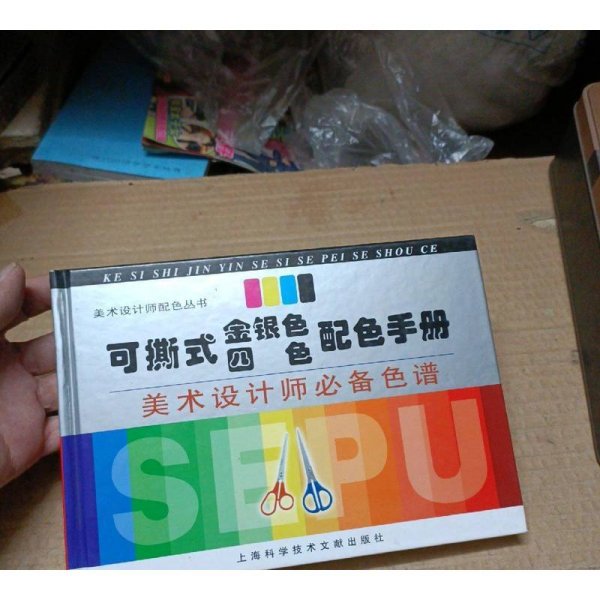 KE SI SHI JIN YIN SE SI SE PEI SE SHOU CE
美术设计师配色丛书
可撕式金银色四色配色手册
美术设计师必备色谱
SEPU
上海科学技术文献出版社